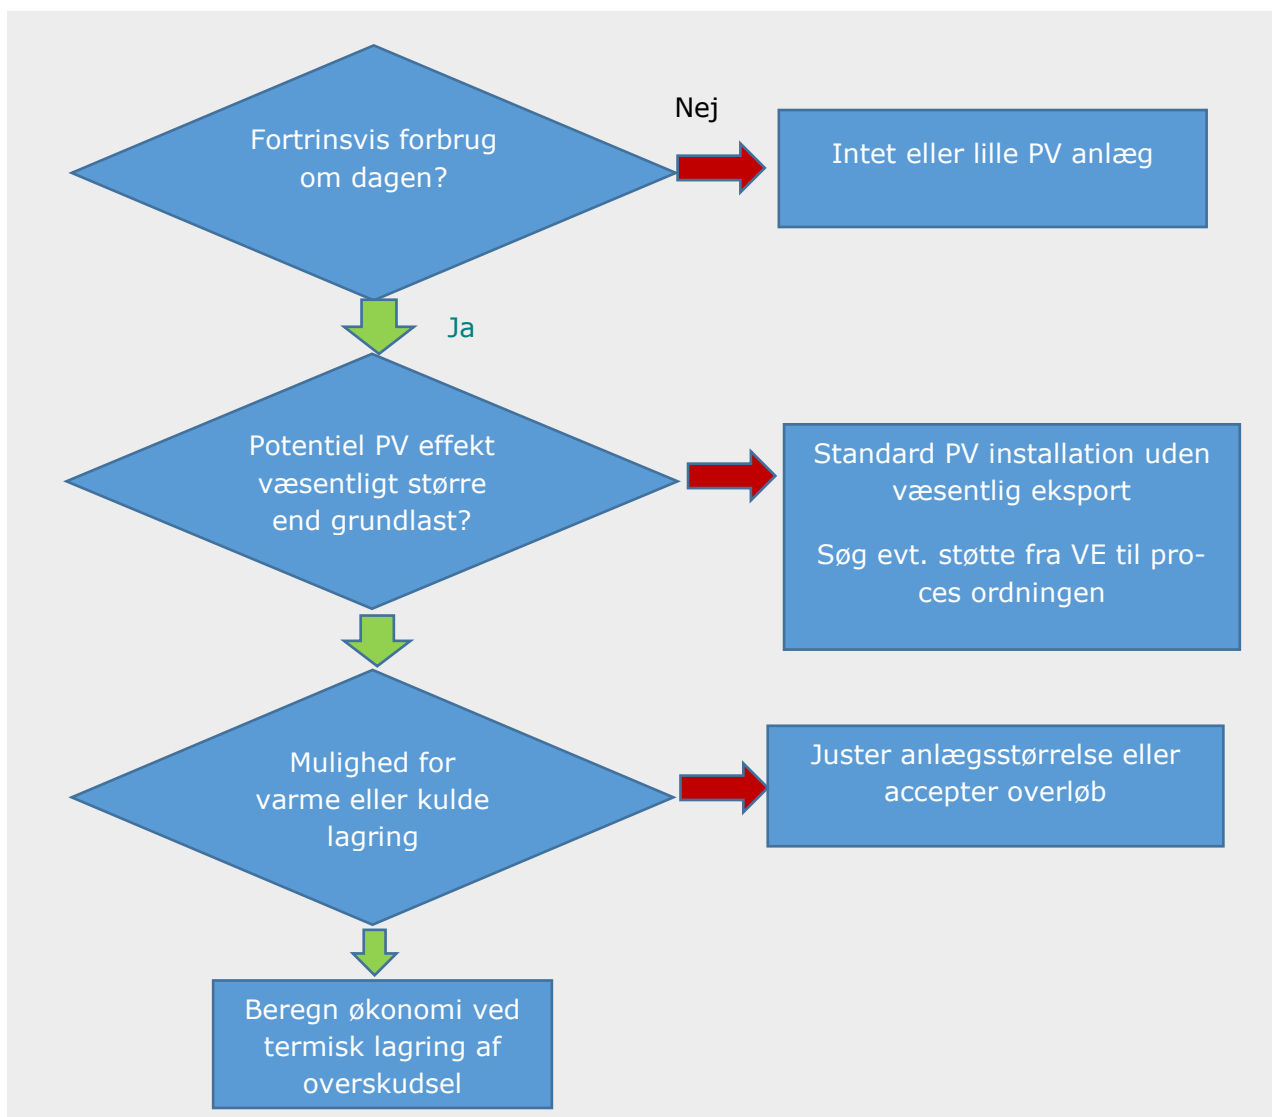 Fortrinsvis forbrug
om dagen?
Nej
Intet eller lille PV anlæg
Ja
Potentiel PV effekt
væsentligt større
end grundlast?
Standard PV installation uden
væsentlig eksport
Søg evt. støtte fra VE til pro-
ces ordningen
Mulighed for
varme eller kulde
lagring
Juster anlægsstørrelse eller
accepter overløb
Beregn økonomi ved
termisk lagring af
overskudsel